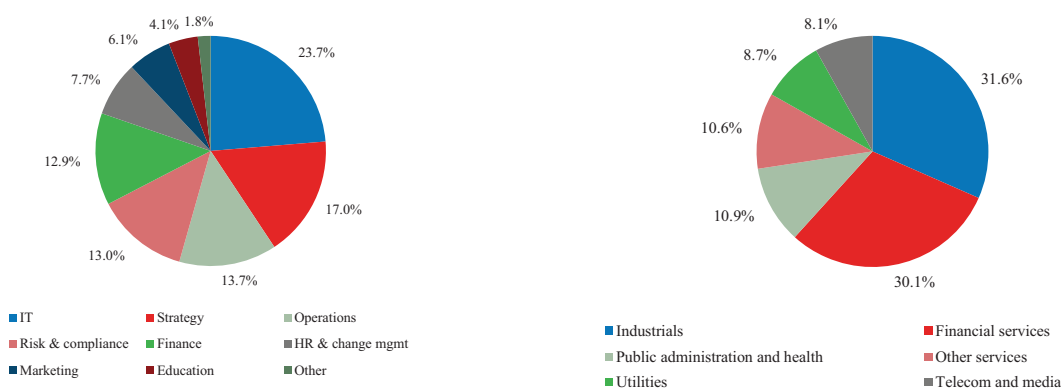 1.8%
4.1%
6.1%
7.7%
12.9%
13.0%
13.7%
17.0%
23.7%
IT Strategy Operations
Risk & compliance Finance HR & change mgmt
Marketing Education Other
8.1%
8.7%
10.6%
10.9%
30.1%
31.6%
Industrials Financial services
Public administration and health Other services
Utilities Telecom and media